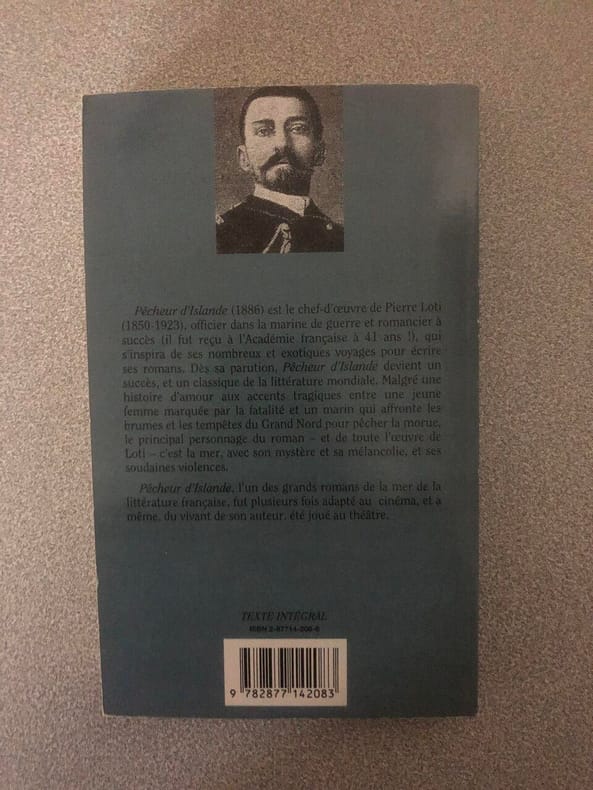 Pêcheur d'Islande (1886) est le chef-d'œuvre de Pierre Loti
(1850-1923), officier dans la marine de guerre et romancier à
succès (il fut reçu à l'Académie française à 41 ans !), qui
s'inspira de ses nombreux et exotiques voyages pour écrire
ses romans. Dès sa parution, Pêcheur d'Islande devient un
succès, et un classique de la littérature mondiale. Malgré une
histoire d'amour aux accents tragiques entre une jeune
femme marquée par la fatalité et un marin qui affronte les
brumes et les tempêtes du Grand Nord pour pêcher la morue,
le principal personnage du roman – et de toute l'œuvre de
Loti – c'est la mer, avec son mystère et sa mélancolie, et ses
soudaines violences.
Pêcheur d'Islande, l'un des grands romans de la mer de la
littérature française, fut plusieurs fois adapté au cinéma, et a
même, du vivant de son auteur, été joué au théâtre.
TEXTE INTÉGRAL
ISBN 2-87714-208-6
9 782877 142083